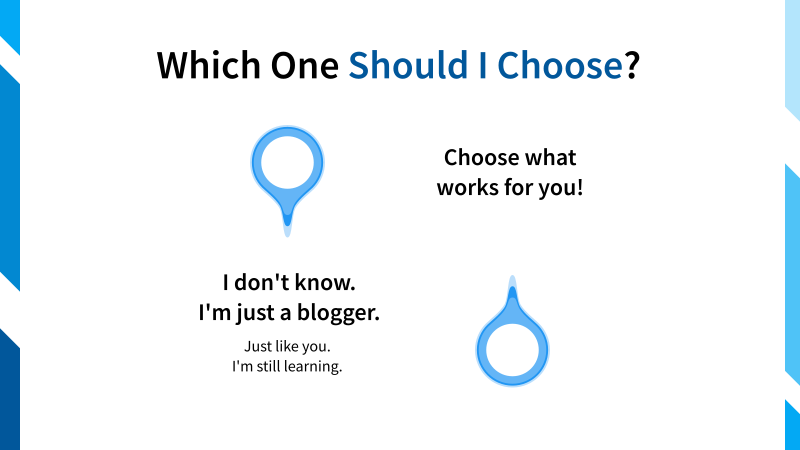 Which One Should I Choose?
Choose what
works for you!
I don't know.
I'm just a blogger.
Just like you.
I'm still learning.